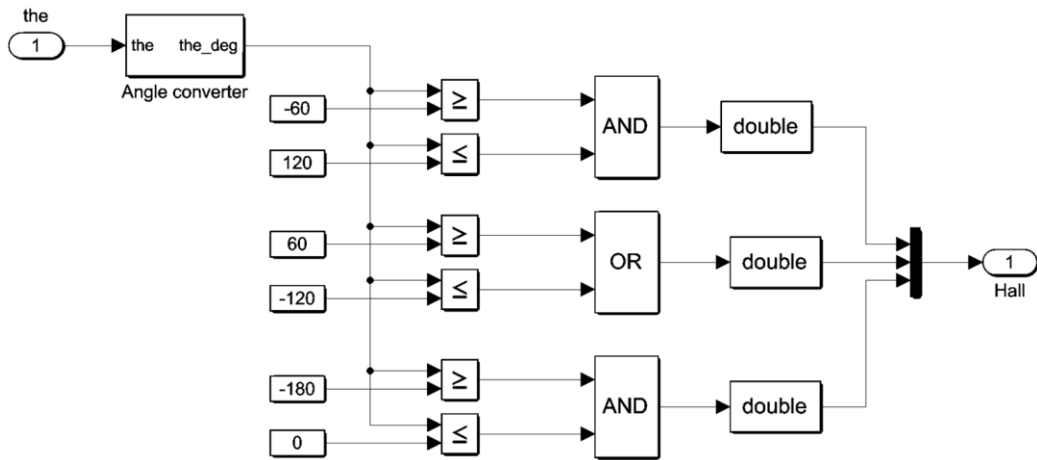 the
1
the the_deg
Angle converter
-60
≥
AND
double
120
≤
60
≥
OR
double
1
Hall
-120
≤
-180
≥
AND
double
0
≤